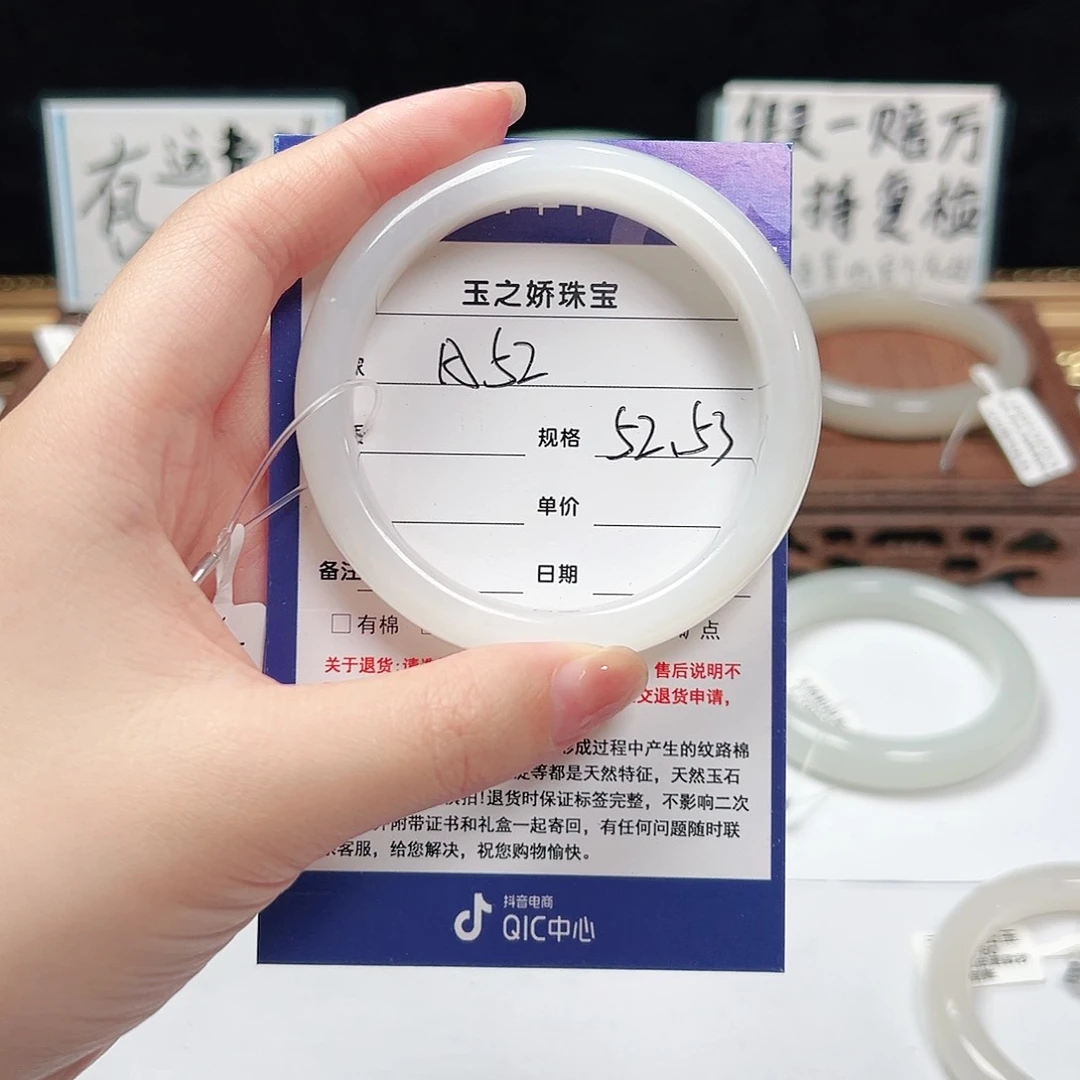 有运费
假一赔万
持复检
玉之娇珠宝
A52
规格 52.53
单价
备注 日期
□有棉
点
关于退货: 售后说明不
交退货申请,
形成过程中产生的纹路棉
等都是天然特征，天然玉石
拍!退货时保证标签完整，不影响二次
附带证书和礼盒一起寄回，有任何问题随时联
客服，给您解决，祝您购物愉快。
抖音电商
QIC中心